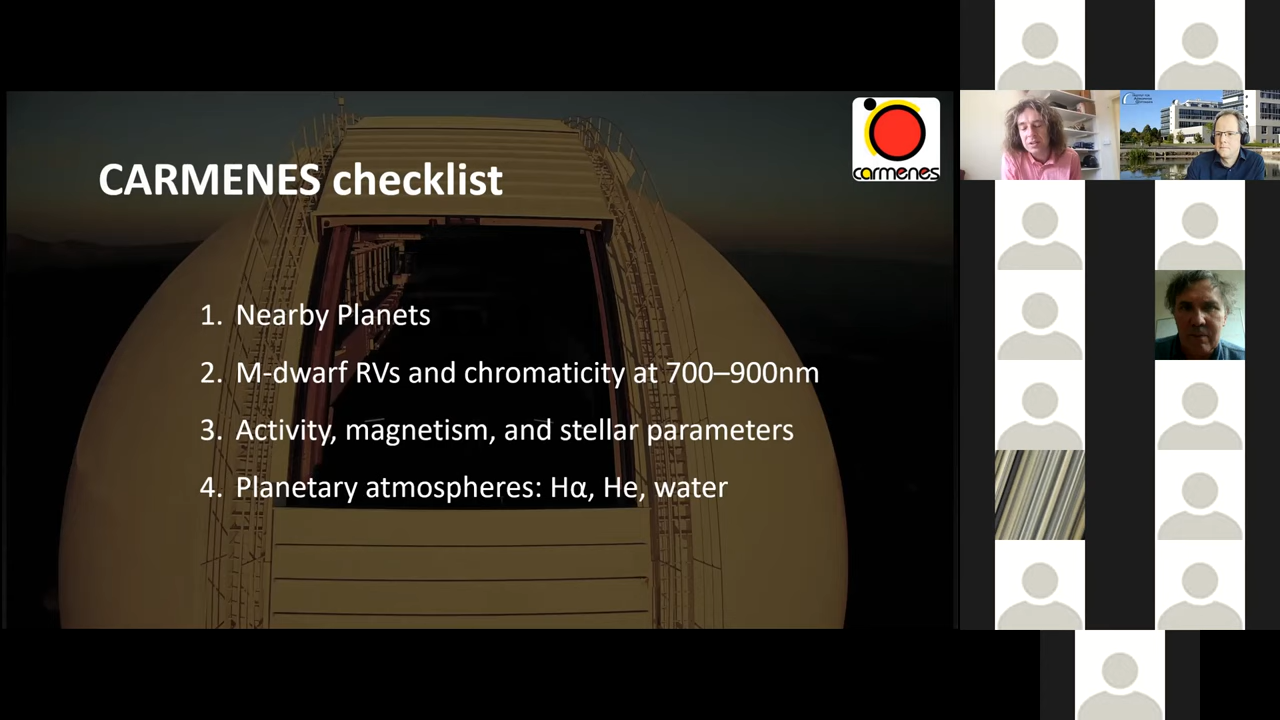 CARMENES checklist
carmenes
1. Nearby Planets
2. M-dwarf RVs and chromaticity at 700–900nm
3. Activity, magnetism, and stellar parameters
4. Planetary atmospheres: Hα, He, water